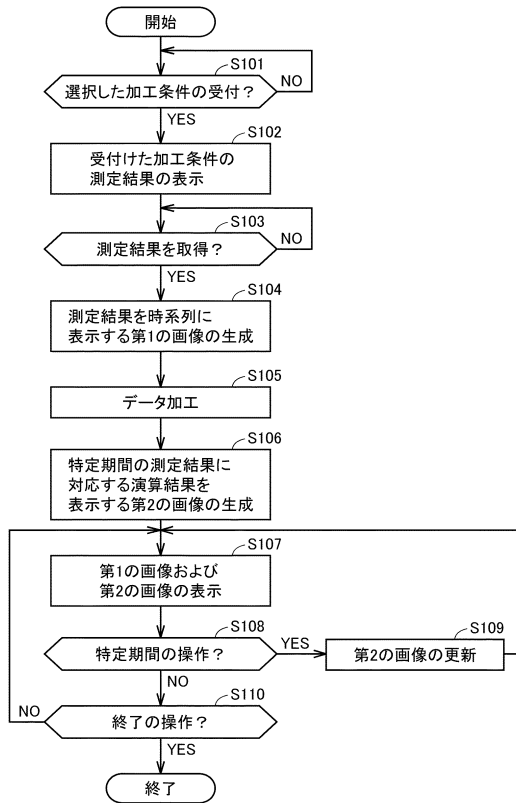 開始
S101
選択した加工条件の受付？
NO
YES
S102
受付けた加工条件の
測定結果の表示
S103
測定結果を取得？
NO
YES
S104
測定結果を時系列に
表示する第1の画像の生成
S105
データ加工
S106
特定期間の測定結果に
対応する演算結果を
表示する第2の画像の生成
S107
第1の画像および
第2の画像の表示
S108
特定期間の操作？
YES
S109
第2の画像の更新
NO
S110
終了の操作？
NO
YES
終了